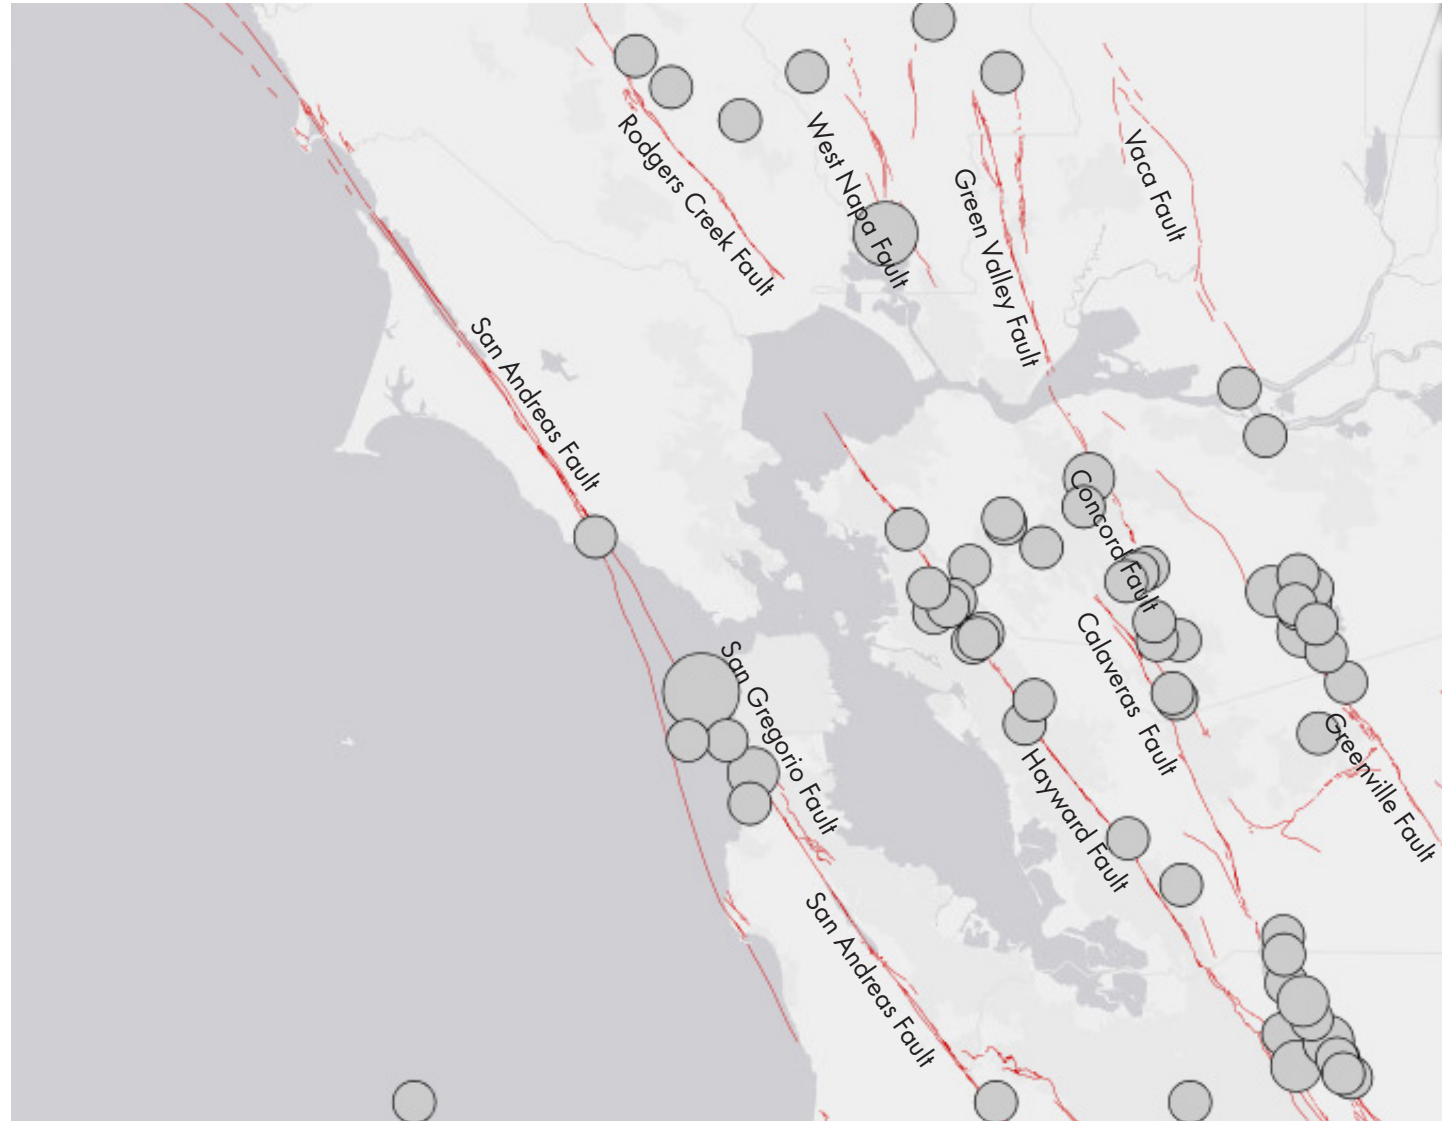 Rodgers Creek Fault
West Napa Fault
Green Valley Fault
Vaca Fault
San Andreas Fault
Concord Fault
San Gregorio Fault
Calaveras Fault
Greenville Fault
Hayward Fault
San Andreas Fault